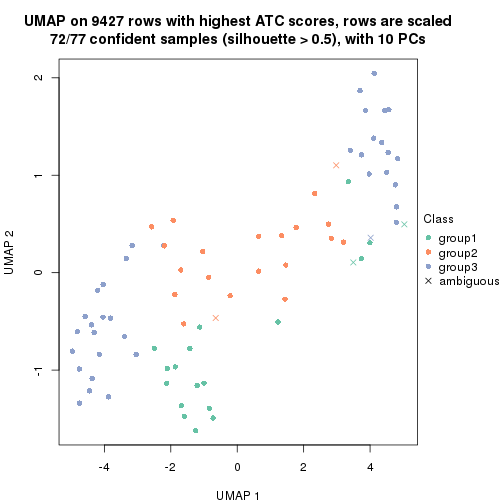 UMAP on 9427 rows with highest ATC scores, rows are scaled
72/77 confident samples (silhouette > 0.5), with 10 PCs
2
1
0
-1
UMAP 2
-4
-2
0
2
4
UMAP 1
Class
group1
group2
group3
ambiguous